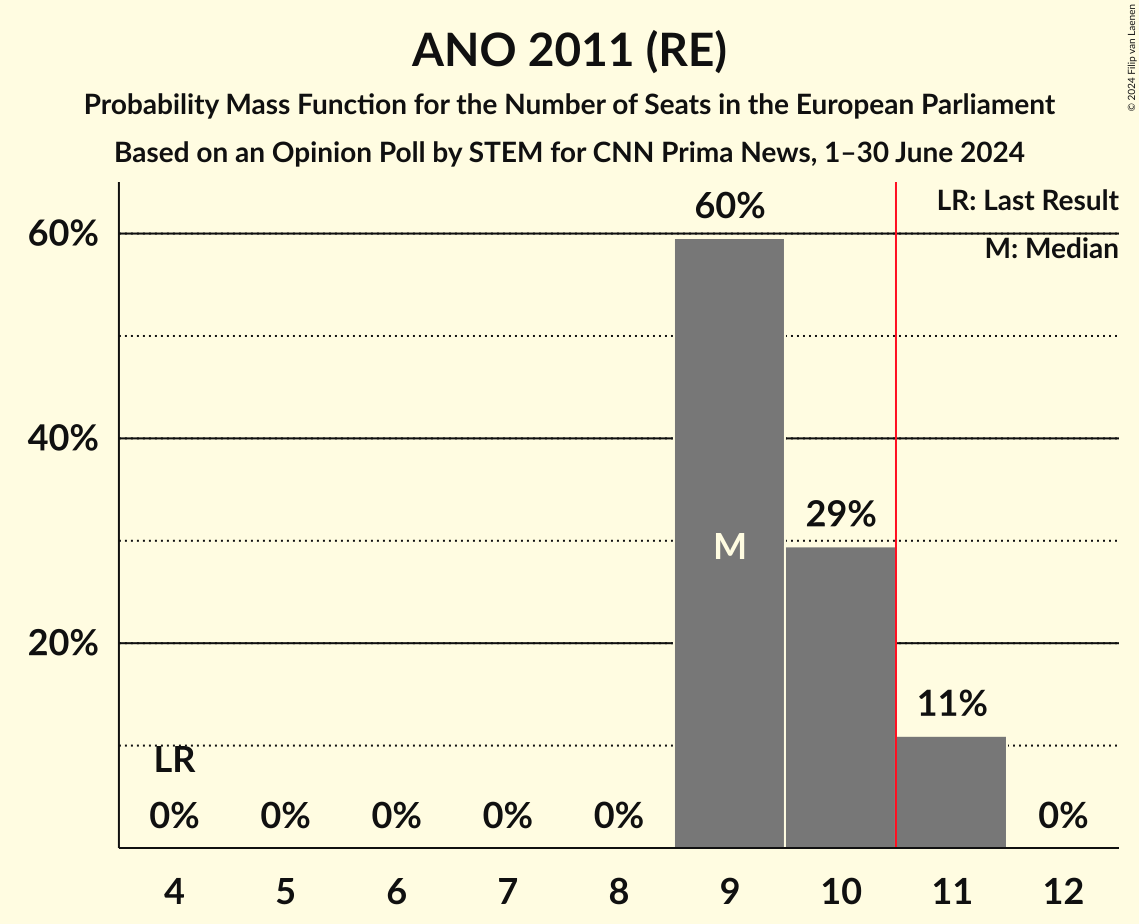 ANO 2011 (RE)
Probability Mass Function for the Number of Seats in the European Parliament
Based on an Opinion Poll by STEM for CNN Prima News, 1–30 June 2024
© 2024 Filip van Laenen
LR: Last Result
M: Median
60%
40%
20%
60%
29%
11%
M
LR
0%
0%
0%
0%
0%
0%
4
5
6
7
8
9
10
11
12